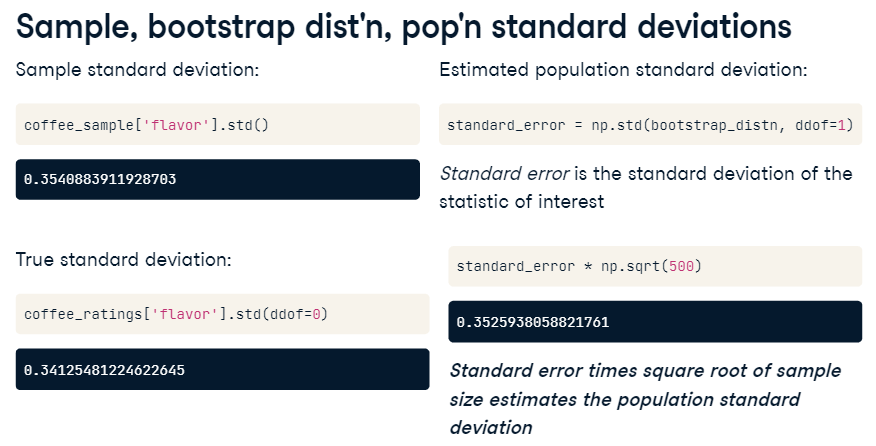 Sample, bootstrap dist'n, pop'n standard deviations
Sample standard deviation:
coffee_sample['flavor'].std()
0.3540883911928703
True standard deviation:
coffee_ratings['flavor'].std(ddof=0)
0.34125481224622645
Estimated population standard deviation:
standard_error = np.std(bootstrap_distn, ddof=1)
Standard error is the standard deviation of the
statistic of interest
standard_error * np.sqrt(500)
0.3525938058821761
Standard error times square root of sample
size estimates the population standard
deviation